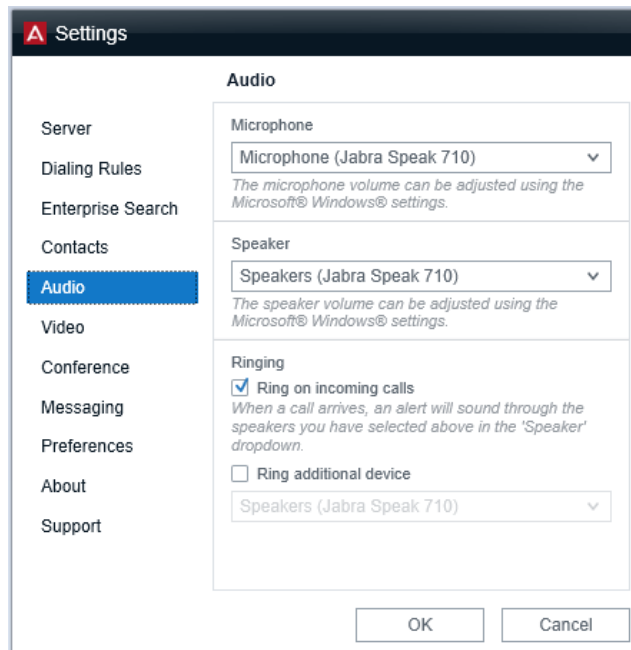 Settings
Audio
Server
Dialing Rules
Enterprise Search
Contacts
Audio
Video
Conference
Messaging
Preferences
About
Support
Microphone
Microphone (Jabra Speak 710)
The microphone volume can be adjusted using the
Microsoft® Windows® settings.
Speaker
Speakers (Jabra Speak 710)
The speaker volume can be adjusted using the
Microsoft® Windows® settings.
Ringing
Ring on incoming calls
When a call arrives, an alert will sound through the
speakers you have selected above in the 'Speaker'
dropdown.
Ring additional device
Speakers (Jabra Speak 710)
OK
Cancel